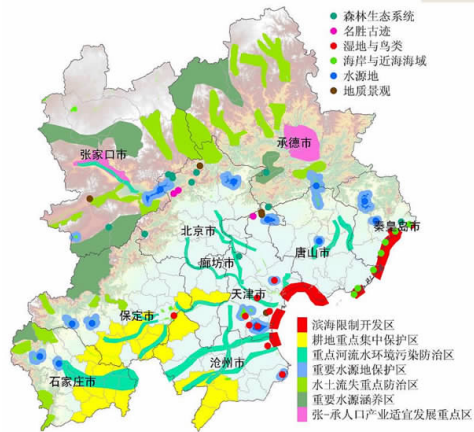 森林生态系统
名胜古迹
湿地与鸟类
海岸与近海海域
水源地
地质景观
承德市
张家口市
秦皇岛市
北京市
唐山市
廊坊市
天津市
保定市
沧州市
石家庄市
滨海限制开发区
耕地重点集中保护区
重点河流水环境污染防治区
重要水源地保护区
水土流失重点防治区
重要水源涵养区
张-承人口产业适宜发展重点区